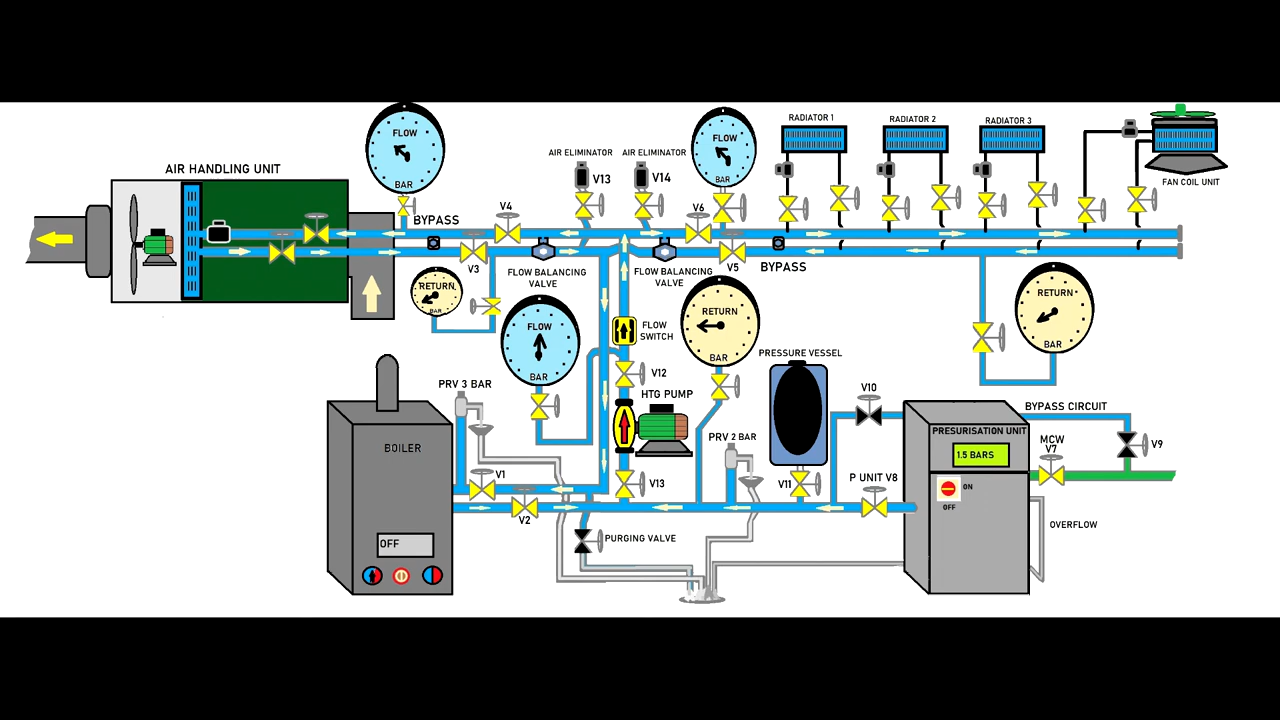 RADIATOR 1
RADIATOR 2
RADIATOR 3
FLOW
BAR
FLOW
BAR
AIR ELIMINATOR
AIR ELIMINATOR
AIR HANDLING UNIT
V13
V14
FAN COIL UNIT
BYPASS
V4
V6
V3
FLOW BALANCING
VALVE
FLOW BALANCING
VALVE
V5
BYPASS
RETURN
BAR
RETURN
BAR
FLOW
BAR
RETURN
BAR
FLOW
SWITCH
PRESSURE VESSEL
V12
PRV 3 BAR
HTG PUMP
V10
BYPASS CIRCUIT
PRESURISATION UNIT
PRV 2 BAR
BOILER
MCW
V7
V9
1.5 BARS
V1
V13
V11
P UNIT V8
ON
OFF
V2
OVERFLOW
PURGING VALVE
OFF